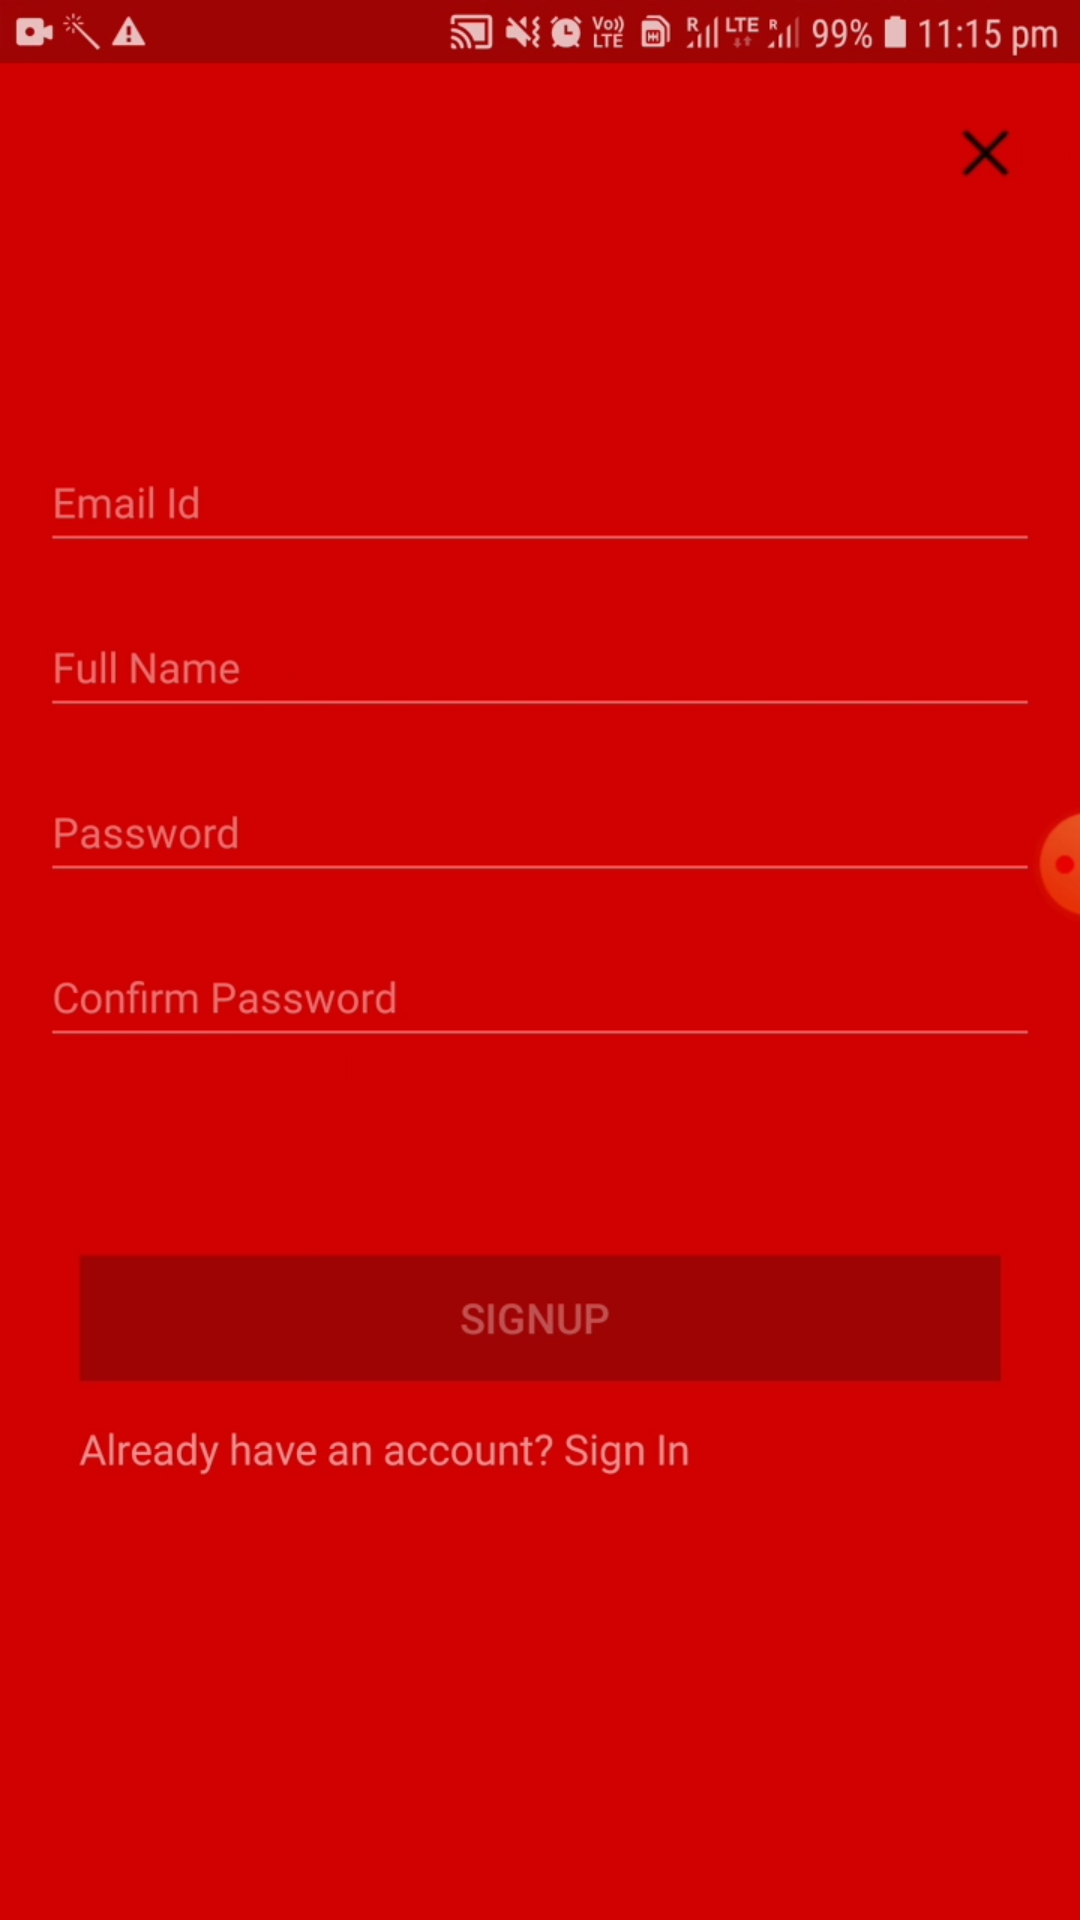 Vo)) LTE R LTE R 99% 11:15 pm
Email Id
Full Name
Password
Confirm Password
SIGNUP
Already have an account? Sign In